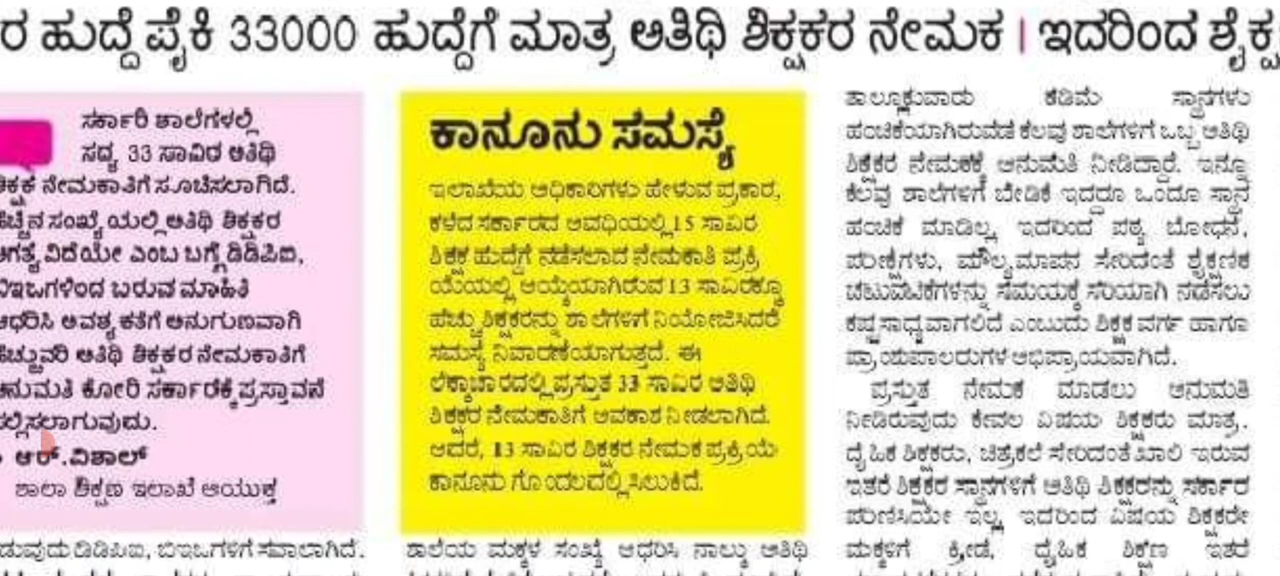 ರ ಹುದ್ದೆ ಪೈಕಿ 33000 ಹುದ್ದೆಗೆ ಮಾತ್ರ ಅತಿಥಿ ಶಿಕ್ಷಕರ ನೇಮಕ | ಇದರಿಂದ ಶೈಕ್ಷ
ಸರ್ಕಾರಿ ಶಾಲೆಗಳಲ್ಲಿ
ಸದ್ಯ 33 ಸಾವಿರ ಅತಿಥಿ
ಶಿಕ್ಷಕ ನೇಮಕಾತಿಗೆ ಸೂಚಿಸಲಾಗಿದೆ.
ಹೆಚ್ಚಿನ ಸಂಖ್ಯೆಯಲ್ಲಿ ಅತಿಥಿ ಶಿಕ್ಷಕರ
ಅಗತ್ಯವಿದೆಯೇ ಎಂಬ ಬಗ್ಗೆ ಡಿಡಿಪಿಐ,
ಬಿಇಒಗಳಿಂದ ಬರುವ ಮಾಹಿತಿ
ಆಧರಿಸಿ ಅವಶ್ಯಕತೆಗೆ ಅನುಗುಣವಾಗಿ
ಹೆಚ್ಚುವರಿ ಅತಿಥಿ ಶಿಕ್ಷಕರ ನೇಮಕಾತಿಗೆ
ಅನುಮತಿ ಕೋರಿ ಸರ್ಕಾರಕ್ಕೆ ಪ್ರಸ್ತಾವನೆ
ಸಲ್ಲಿಸಲಾಗುವುದು.
ಆರ್.ವಿಶಾಲ್
ಶಾಲಾ ಶಿಕ್ಷಣ ಇಲಾಖೆ ಆಯುಕ್ತ
ಡುವುದು ಡಿಡಿಪಿಐ, ಬಿಇಒಗಳಿಗೆ ಸವಾಲಾಗಿದೆ.
ಕಾನೂನು ಸಮಸ್ಯೆ
ಇಲಾಖೆಯ ಅಧಿಕಾರಿಗಳು ಹೇಳುವ ಪ್ರಕಾರ,
ಕಳೆದ ಸರ್ಕಾರದ ಅವಧಿಯಲ್ಲಿ 15 ಸಾವಿರ
ಶಿಕ್ಷಕ ಹುದ್ದೆಗೆ ನಡೆಸಲಾದ ನೇಮಕಾತಿ ಪ್ರಕ್ರಿ
ಯೆಯಲ್ಲಿ ಆಯ್ಕೆಯಾಗಿರುವ 13 ಸಾವಿರಕ್ಕೂ
ಹೆಚ್ಚು ಶಿಕ್ಷಕರನ್ನು ಶಾಲೆಗಳಿಗೆ ನಿಯೋಜಿಸಿದರೆ
ಸಮಸ್ಯೆ ನಿವಾರಣೆಯಾಗುತ್ತದೆ. ಈ
ಲೆಕ್ಕಾಚಾರದಲ್ಲಿ ಪ್ರಸ್ತುತ 33 ಸಾವಿರ ಅತಿಥಿ
ಶಿಕ್ಷಕರ ನೇಮಕಾತಿಗೆ ಅವಕಾಶ ನೀಡಲಾಗಿದೆ.
ಆದರೆ, 13 ಸಾವಿರ ಶಿಕ್ಷಕರ ನೇಮಕ ಪ್ರಕ್ರಿಯೆ
ಕಾನೂನು ಗೊಂದಲದಲ್ಲಿ ಸಿಲುಕಿದೆ.
ಶಾಲೆಯ ಮಕ್ಕಳ ಸಂಖ್ಯೆ ಆಧರಿಸಿ ನಾಲ್ಕು ಅತಿಥಿ
ತಾಲ್ಲೂಕುವಾರು ಕಡಿಮೆ ಸ್ಥಾನಗಳು
ಹಂಚಿಕೆಯಾಗಿರುವೆಡೆ ಕೆಲವು ಶಾಲೆಗಳಿಗೆ ಒಬ್ಬ ಅತಿಥಿ
ಶಿಕ್ಷಕರ ನೇಮಕಕ್ಕೆ ಅನುಮತಿ ನೀಡಿದ್ದಾರೆ. ಇನ್ನೂ
ಕೆಲವು ಶಾಲೆಗಳಿಗೆ ಬೇಡಿಕೆ ಇದ್ದರೂ ಒಂದೂ ಸ್ಥಾನ
ಹಂಚಿಕೆ ಮಾಡಿಲ್ಲ. ಇದರಿಂದ ಪಠ್ಯ ಬೋಧನೆ,
ಪರೀಕ್ಷೆಗಳು, ಮೌಲ್ಯಮಾಪನ ಸೇರಿದಂತೆ ಶೈಕ್ಷಣಿಕ
ಚಟುವಟಿಕೆಗಳನ್ನು ಸಮಯಕ್ಕೆ ಸರಿಯಾಗಿ ನಡೆಸಲು
ಕಷ್ಟಸಾಧ್ಯವಾಗಲಿದೆ ಎಂಬುದು ಶಿಕ್ಷಕ ವರ್ಗ ಹಾಗೂ
ಪ್ರಾಂಶುಪಾಲರುಗಳ ಅಭಿಪ್ರಾಯವಾಗಿದೆ.
ಪ್ರಸ್ತುತ ನೇಮಕ ಮಾಡಲು ಅನುಮತಿ
ನೀಡಿರುವುದು ಕೇವಲ ವಿಷಯ ಶಿಕ್ಷಕರು ಮಾತ್ರ.
ದೈಹಿಕ ಶಿಕ್ಷಕರು, ಚಿತ್ರಕಲೆ ಸೇರಿದಂತೆ ಖಾಲಿ ಇರುವ
ಇತರೆ ಶಿಕ್ಷಕರ ಸ್ಥಾನಗಳಿಗೆ ಅತಿಥಿ ಶಿಕ್ಷಕರನ್ನು ಸರ್ಕಾರ
ಪರಿಗಣಿಸಿಯೇ ಇಲ್ಲ. ಇದರಿಂದ ವಿಷಯ ಶಿಕ್ಷಕರೇ
ಮಕ್ಕಳಿಗೆ ಕ್ರೀಡೆ, ದೈಹಿಕ ಶಿಕ್ಷಣ ಇತರೆ